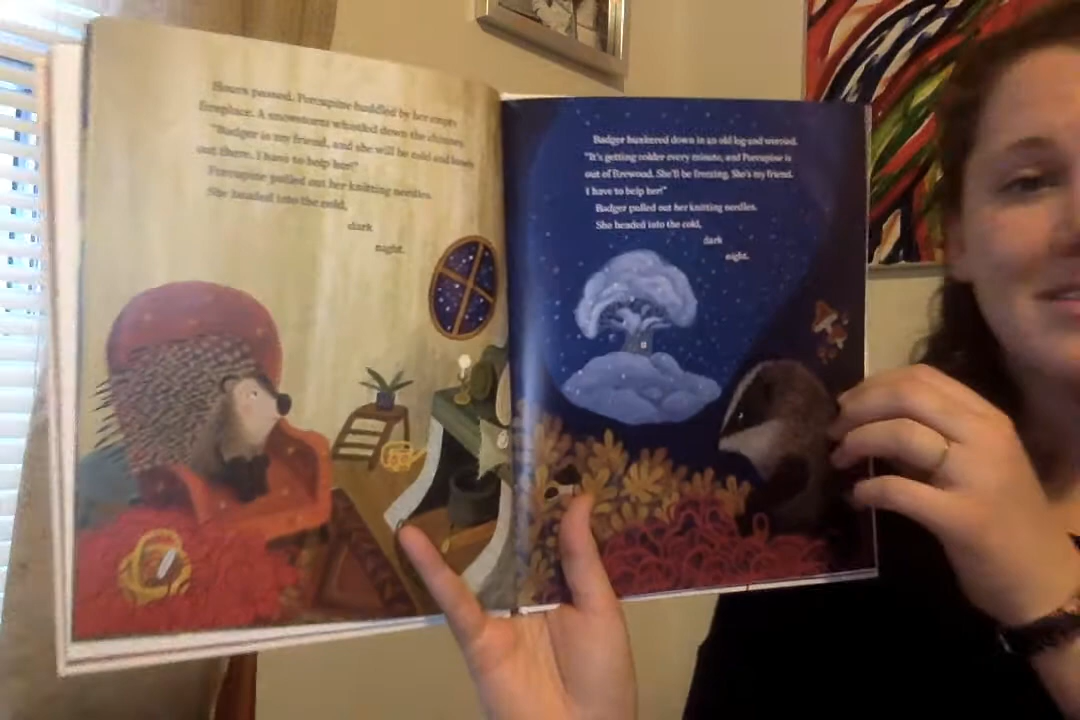 Hours passed. Porcupine huddled by her empty
fireplace. A snowstorm whistled down the chimney.
"Badger is my friend, and she will be cold and
out there. I have to help her!"
Porcupine pulled out her knitting needles.
She headed into the cold,
dark
night.
Badger hunkered down in an old log and worried.
"It's getting colder every minute, and Porcupine is
out of firewood. She'll be freezing. She's my friend.
I have to help her!"
Badger pulled out her knitting needles.
She headed into the cold,
dark
night.